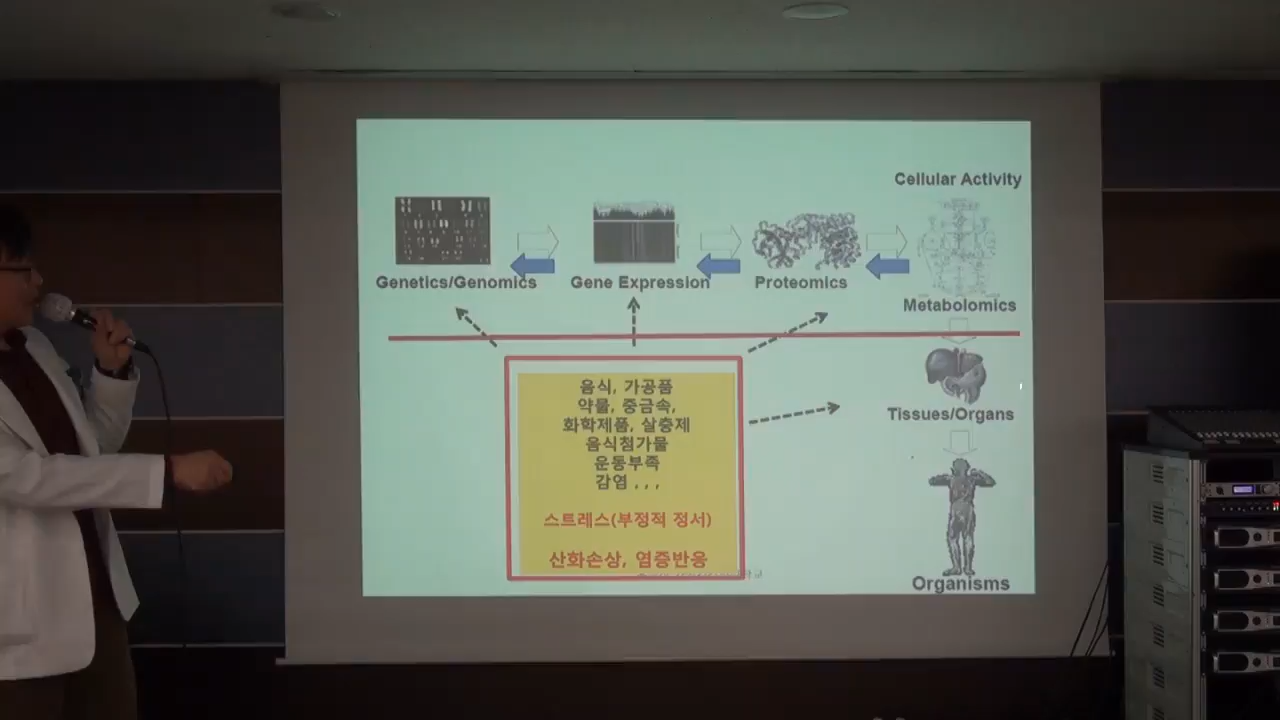 Cellular Activity
Genetics/Genomics
Gene Expression
Proteomics
Metabolomics
음식, 가공품
약물, 중금속,
화학제품, 살충제
음식첨가물
운동부족
감염 , , ,
스트레스(부정적 정서)
산화손상, 염증반응
Tissues/Organs
Organisms